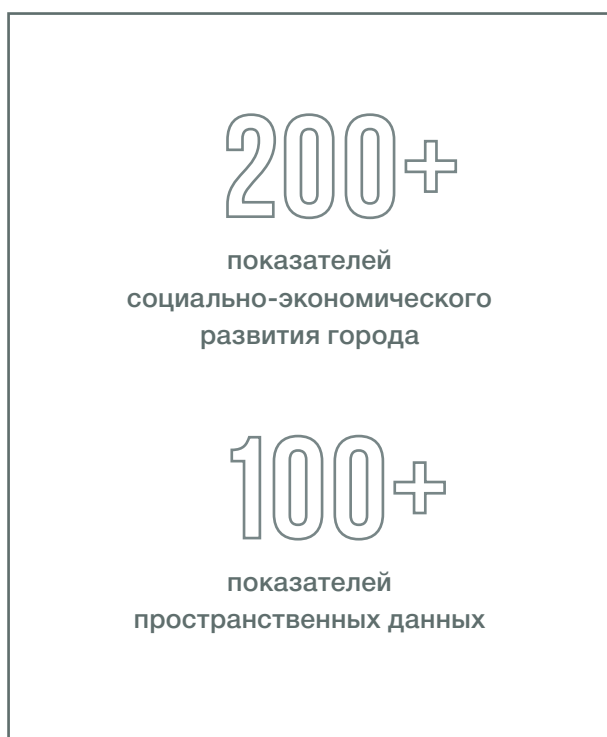 200+
показателей
социально-экономического
развития города
100+
показателей
пространственных данных